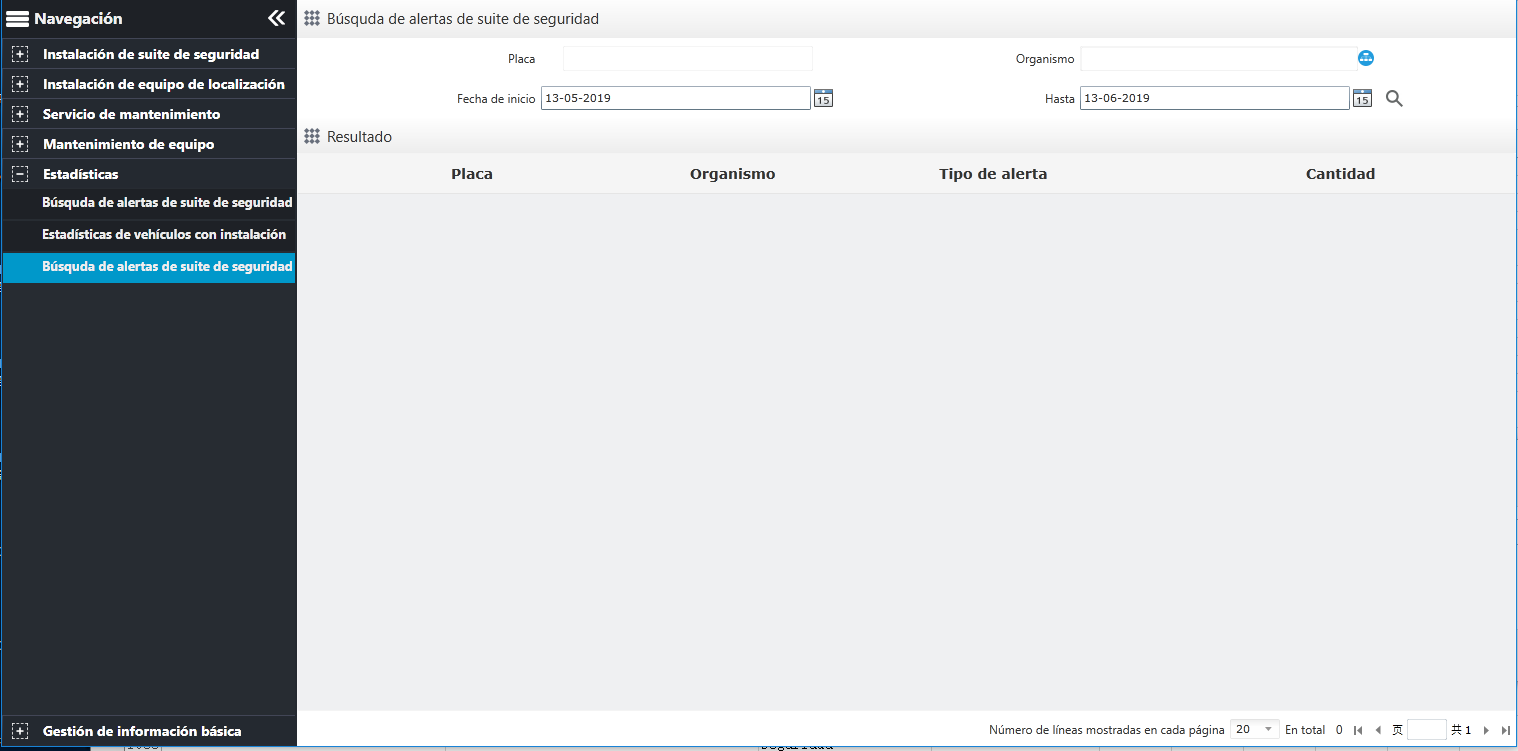 Navegación
Instalación de suite de seguridad
Instalación de equipo de localización
Servicio de mantenimiento
Mantenimiento de equipo
Estadísticas
Búsquda de alertas de suite de seguridad
Estadísticas de vehículos con instalación
Búsquda de alertas de suite de seguridad
Gestión de información básica
Búsquda de alertas de suite de seguridad
Placa
Organismo
Fecha de inicio 13-05-2019 15
Hasta 13-06-2019 15
Resultado
Placa Organismo Tipo de alerta Cantidad
Número de líneas mostradas en cada página 20 En total 0 页 共 1